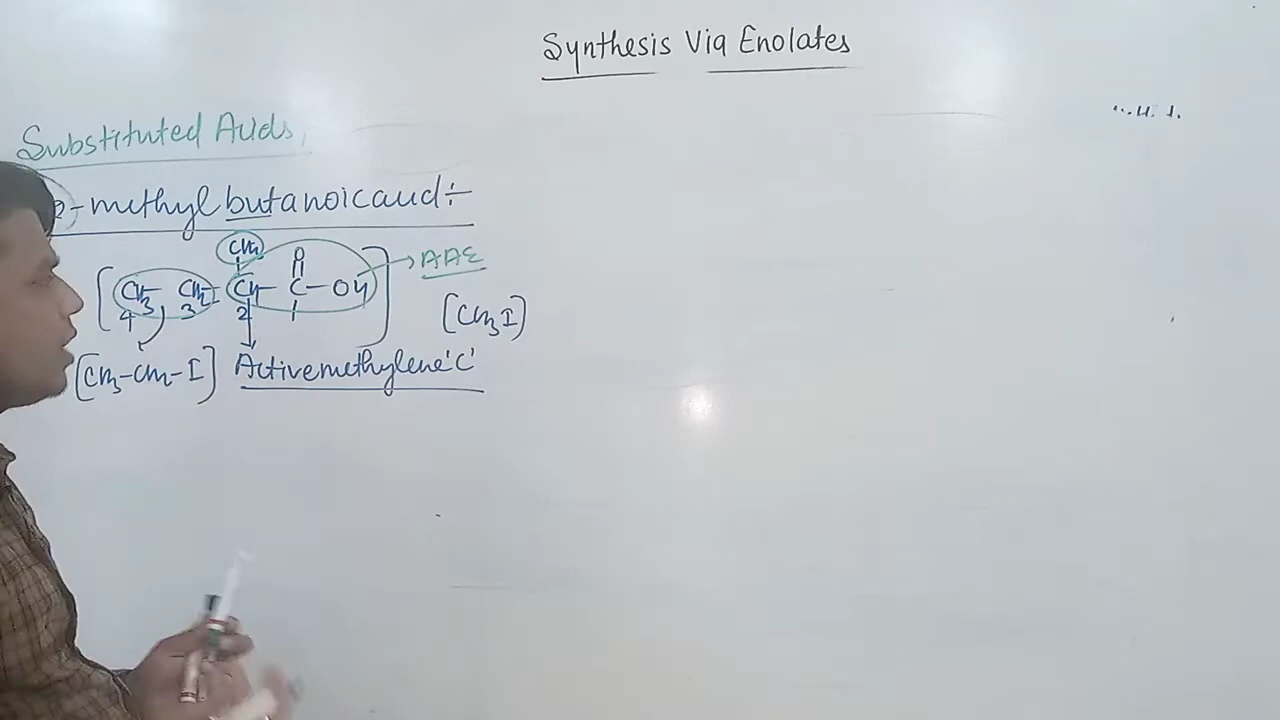 Synthesis Via Enolates
Substituted Acids,
2-methyl butanoic acid ÷
CH3
O
[CH3 - CH2 - CH - C - OH] → AAE
4 3 2 1
[CH3I]
[CH3-CH2-I] Active methylene 'C'